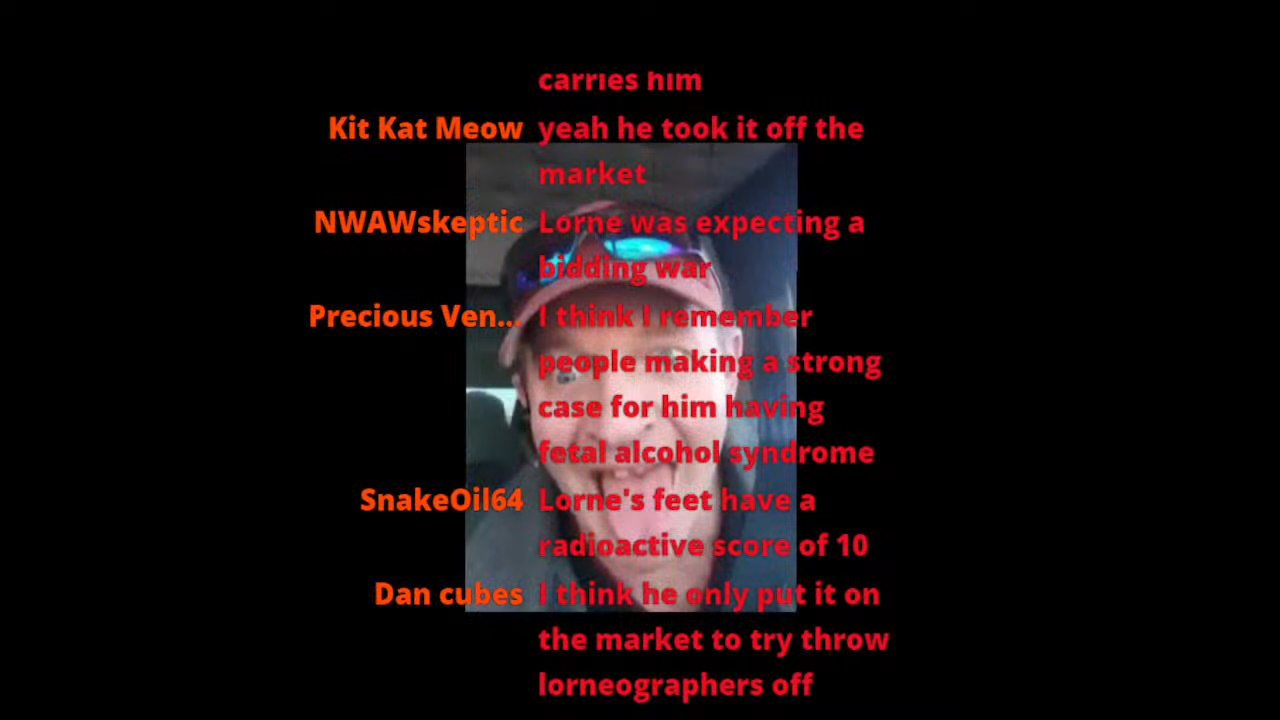 carries him
Kit Kat Meow yeah he took it off the
market
NWAWskeptic Lorne was expecting a
bidding war
Precious Ven... I think I remember
people making a strong
case for him having
fetal alcohol syndrome
SnakeOil64 Lorne's feet have a
radioactive score of 10
Dan cubes I think he only put it on
the market to try throw
lorneographers off